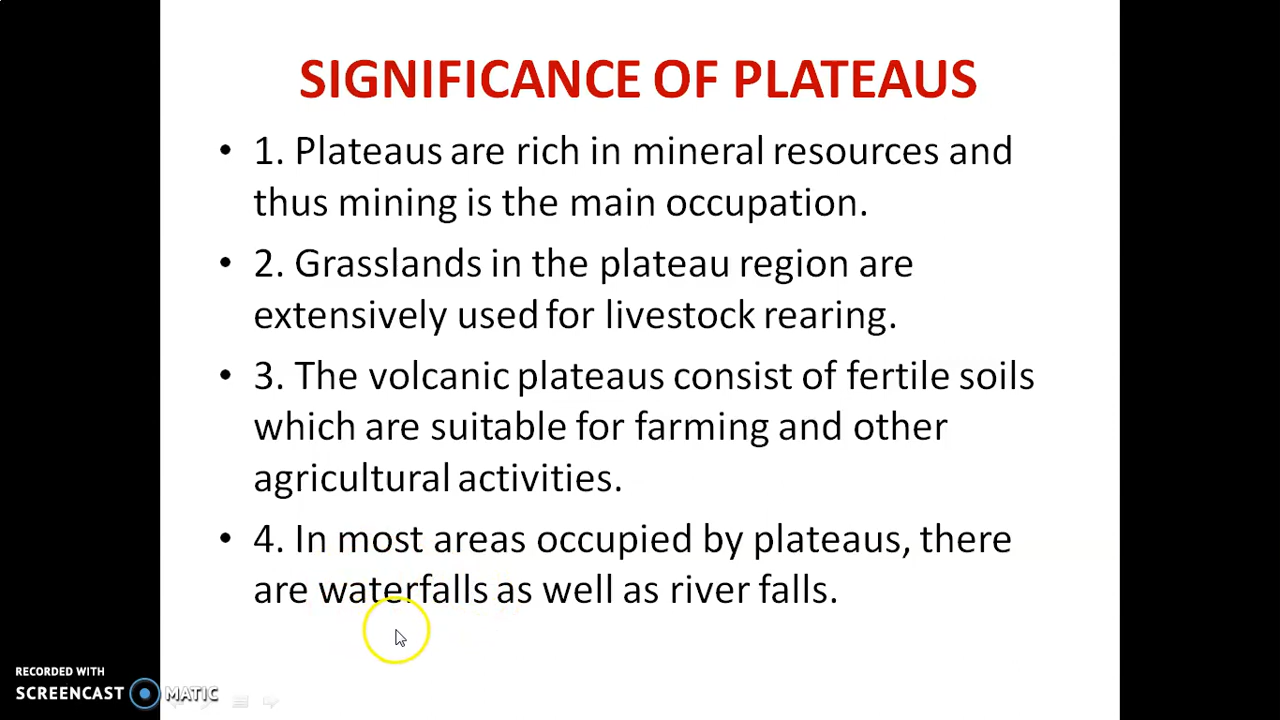 SIGNIFICANCE OF PLATEAUS
• 1. Plateaus are rich in mineral resources and
thus mining is the main occupation.
• 2. Grasslands in the plateau region are
extensively used for livestock rearing.
• 3. The volcanic plateaus consist of fertile soils
which are suitable for farming and other
agricultural activities.
• 4. In most areas occupied by plateaus, there
are waterfalls as well as river falls.
RECORDED WITH
SCREENCAST MATIC